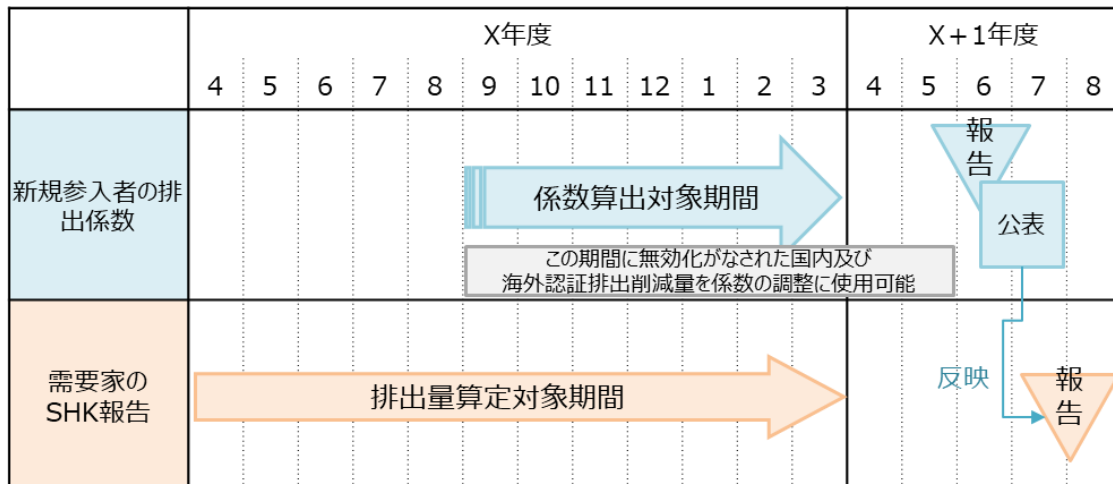 X年度
X+1年度
4 5 6 7 8 9 10 11 12 1 2 3 4 5 6 7 8
新規参入者の排
出係数
係数算出対象期間
報
告
公表
この期間に無効化がなされた国内及び
海外認証排出削減量を係数の調整に使用可能
需要家の
SHK報告
排出量算定対象期間
反映
報
告